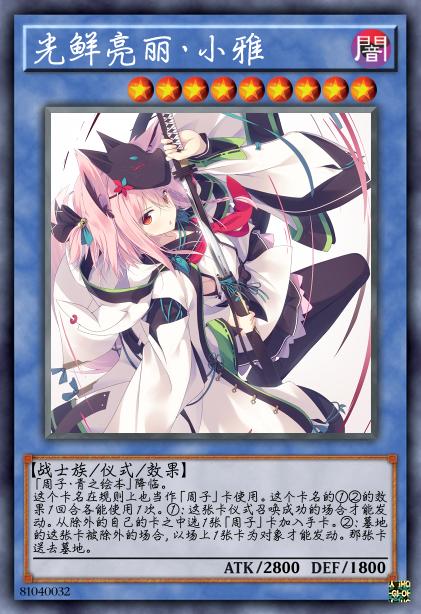 光鲜亮丽·小雅
闇
【战士族/仪式/效果】
「周子·青之绘本」降临。
这个卡名在规则上也当作「周子」卡使用。这个卡名的①②的效
果1回合各能使用1次。①：这张卡仪式召唤成功的场合才能发
动。从除外的自己的卡之中选1张「周子」卡加入手卡。②：墓地
的这张卡被除外的场合，以场上1张卡为对象才能发动。那张卡
送去墓地。
ATK/2800 DEF/1800
81040032